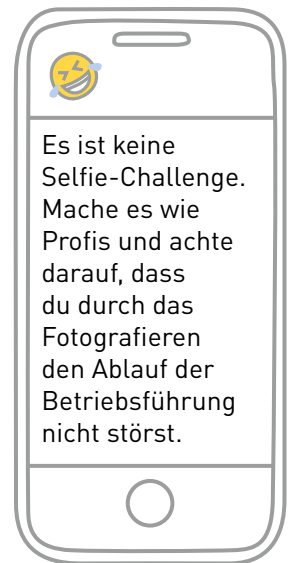 Es ist keine
Selfie-Challenge.
Mache es wie
Profis und achte
darauf, dass
du durch das
Fotografieren
den Ablauf der
Betriebsführung
nicht störst.